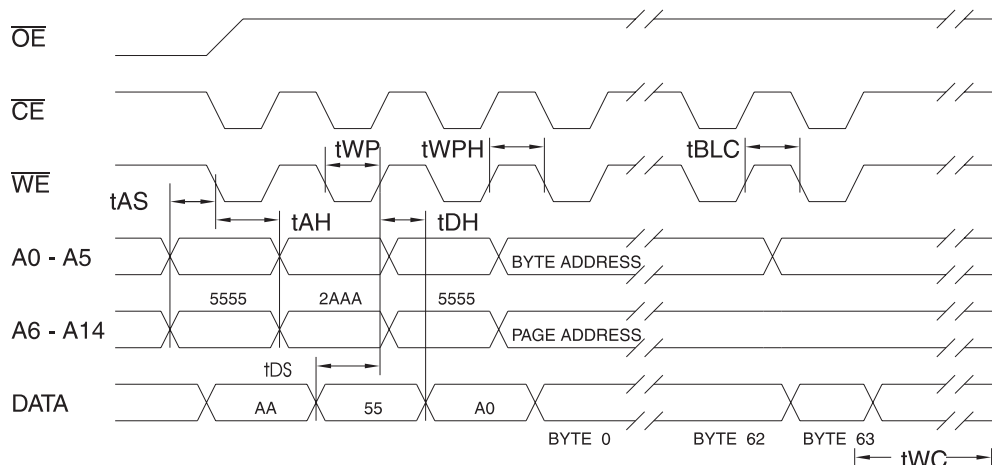 OE
CE
tWP
tWPH
tBLC
WE
tAS
tAH
tDH
A0 - A5
BYTE ADDRESS
5555
2AAA
5555
A6 - A14
PAGE ADDRESS
tDS
DATA
AA
55
A0
BYTE 0
BYTE 62
BYTE 63
tWC